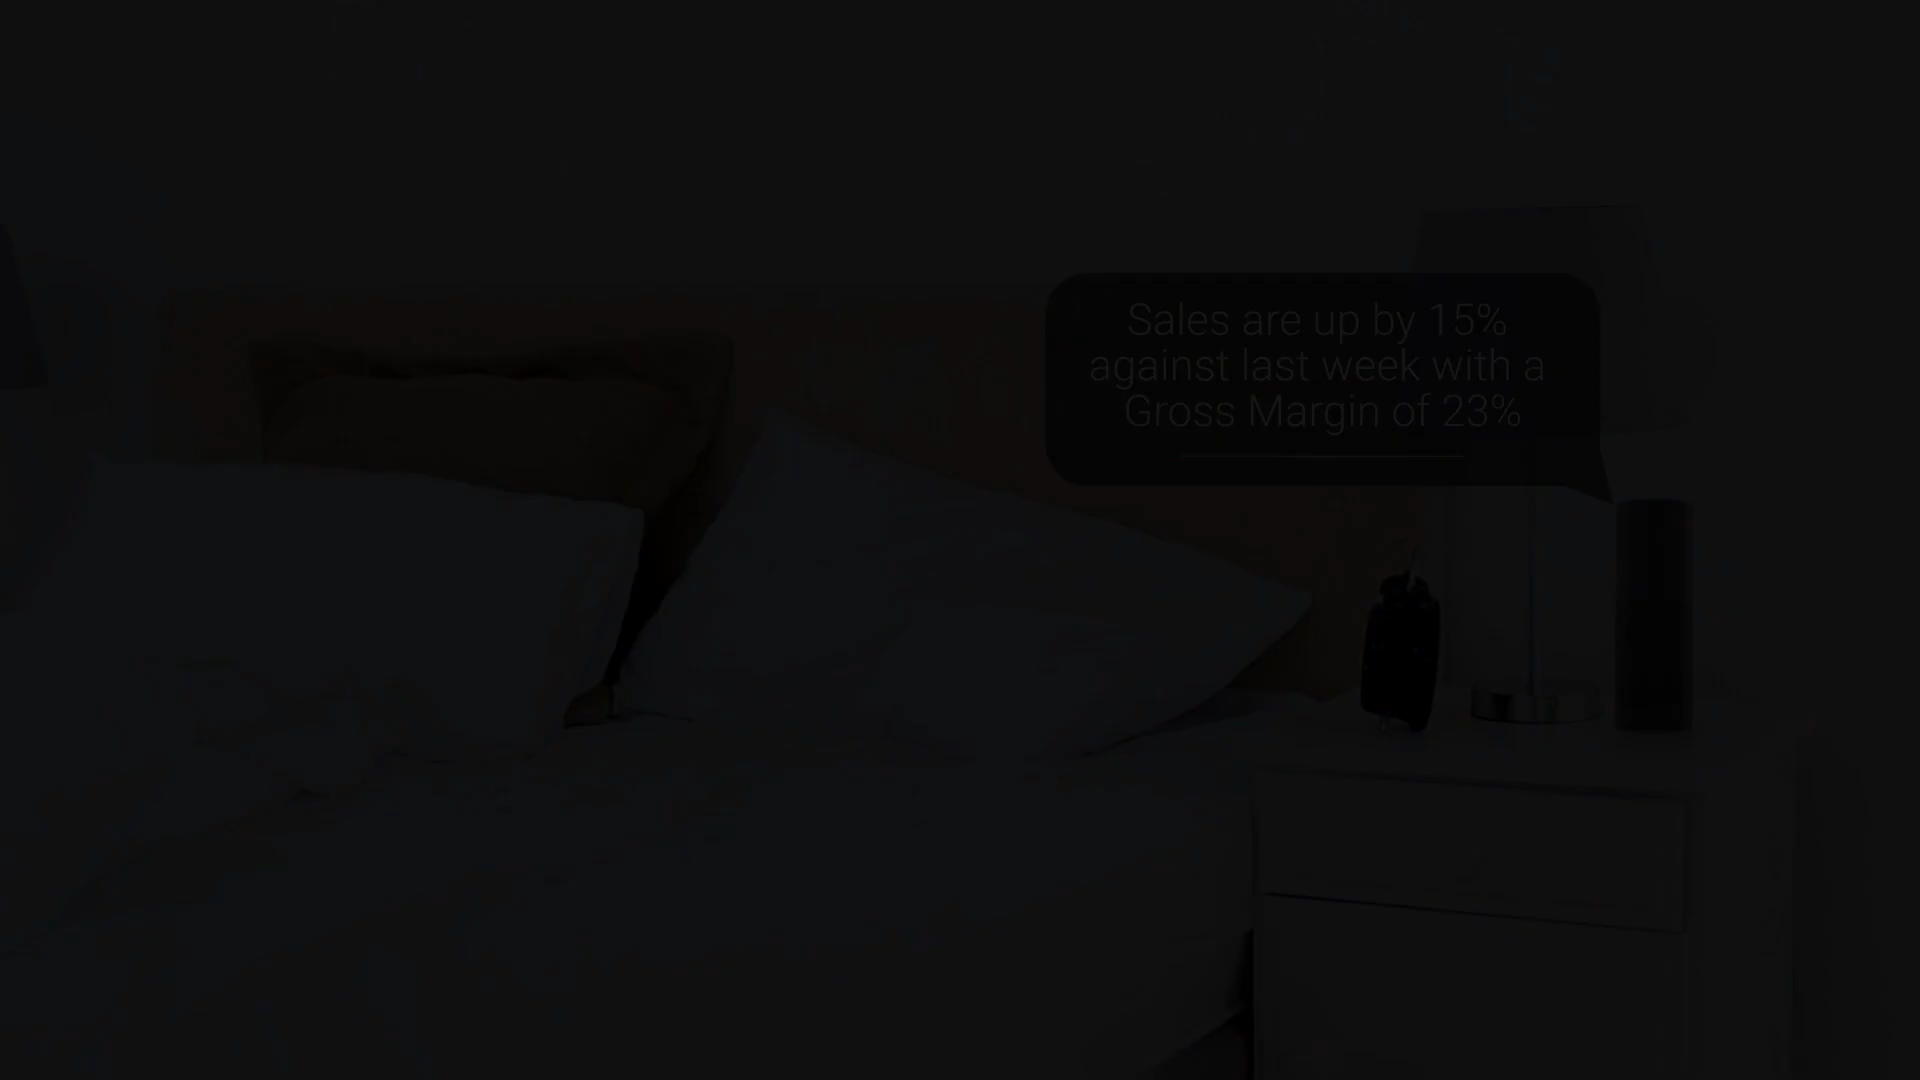 Sales are up by 15%
against last week with a
Gross Margin of 23%